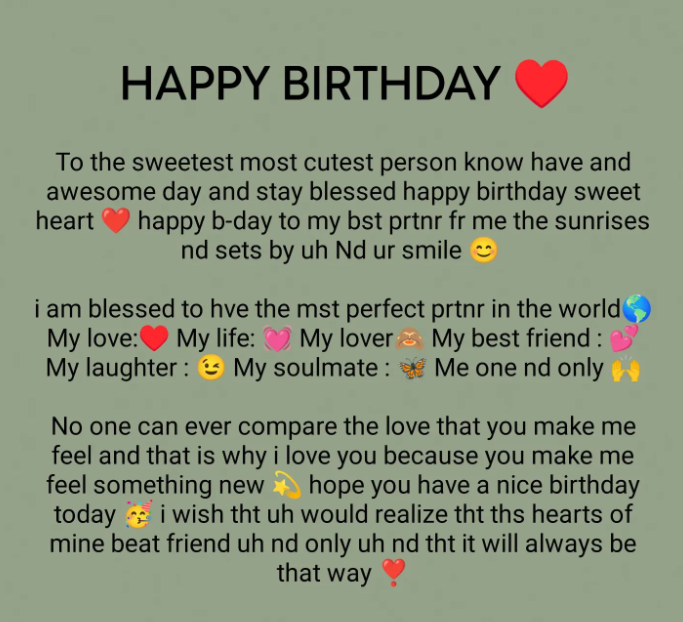 HAPPY BIRTHDAY ♥️
To the sweetest most cutest person know have and
awesome day and stay blessed happy birthday sweet
heart ❤️ happy b-day to my bst prtnr fr me the sunrises
nd sets by uh Nd ur smile 😊
i am blessed to hve the mst perfect prtnr in the world🌎
My love:♥️ My life: 💓 My lover🙈 My best friend : 💕
My laughter : 😉 My soulmate : 🦋 Me one nd only 🙌
No one can ever compare the love that you make me
feel and that is why i love you because you make me
feel something new 💫 hope you have a nice birthday
today 🥳 i wish tht uh would realize tht ths hearts of
mine beat friend uh nd only uh nd tht it will always be
that way ❣️